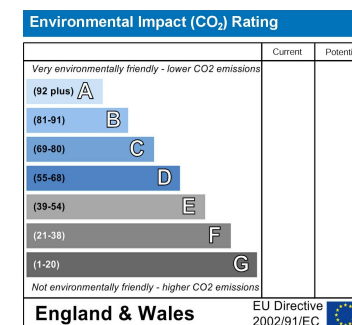 Environmental Impact (CO₂) Rating
Current Potenti
Very environmentally friendly - lower CO2 emissions
(92 plus) A
(81-91) B
(69-80) C
(55-68) D
(39-54) E
(21-38) F
(1-20) G
Not environmentally friendly - higher CO2 emissions
England & Wales
EU Directive
2002/91/EC